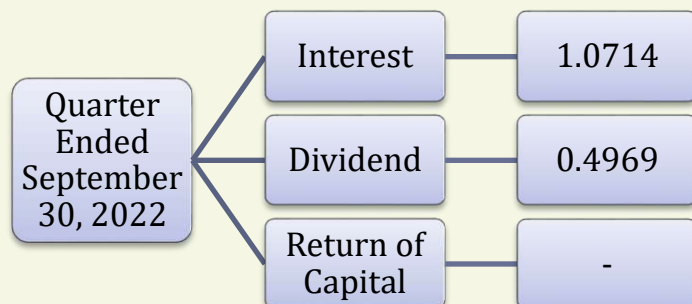 Quarter
Ended
September
30, 2022
Interest
1.0714
Dividend
0.4969
Return of
Capital
-